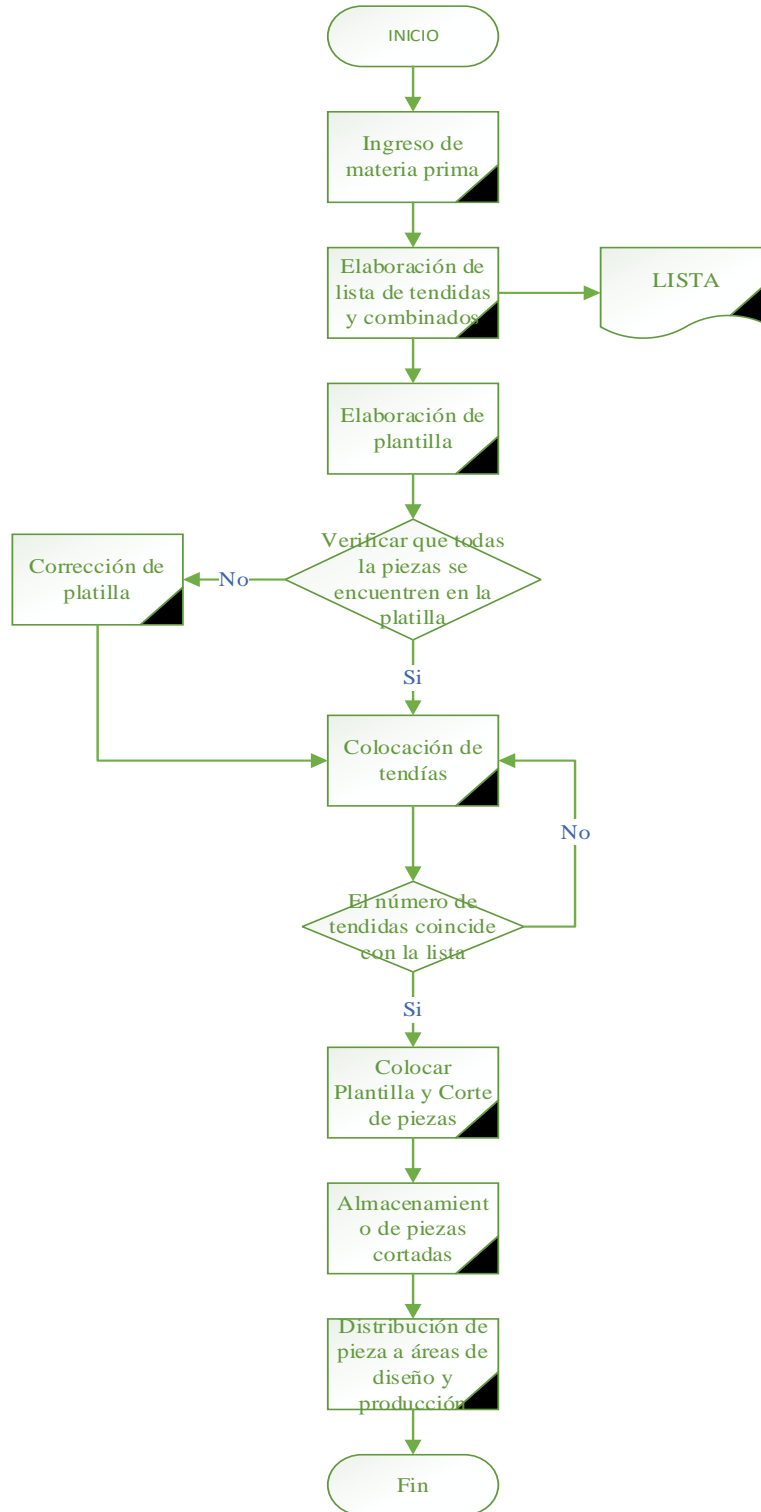 INICIO
Ingreso de
materia prima
Elaboración de
lista de tendidas
y combinados
LISTA
Elaboración de
plantilla
Verificar que todas
la piezas se
encuentren en la
platilla
No
Corrección de
platilla
Si
Colocación de
tendías
No
El número de
tendidas coincide
con la lista
Si
Colocar
Plantilla y Corte
de piezas
Almacenamient
o de piezas
cortadas
Distribución de
pieza a áreas de
diseño y
producción
Fin